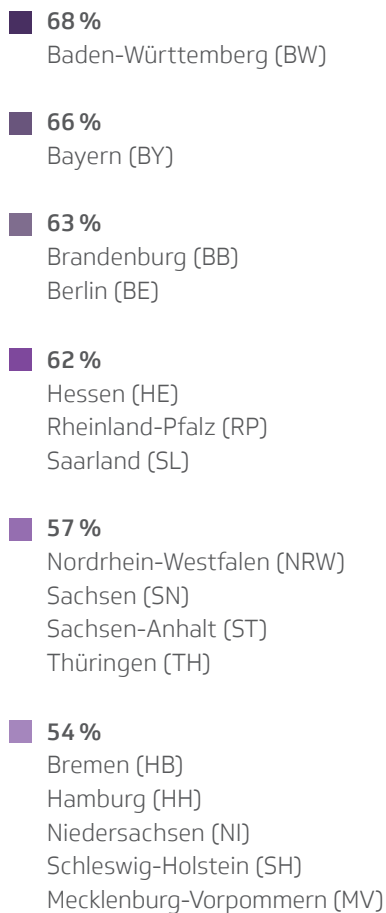 68 %
Baden-Württemberg (BW)
66 %
Bayern (BY)
63 %
Brandenburg (BB)
Berlin (BE)
62 %
Hessen (HE)
Rheinland-Pfalz (RP)
Saarland (SL)
57 %
Nordrhein-Westfalen (NRW)
Sachsen (SN)
Sachsen-Anhalt (ST)
Thüringen (TH)
54 %
Bremen (HB)
Hamburg (HH)
Niedersachsen (NI)
Schleswig-Holstein (SH)
Mecklenburg-Vorpommern (MV)